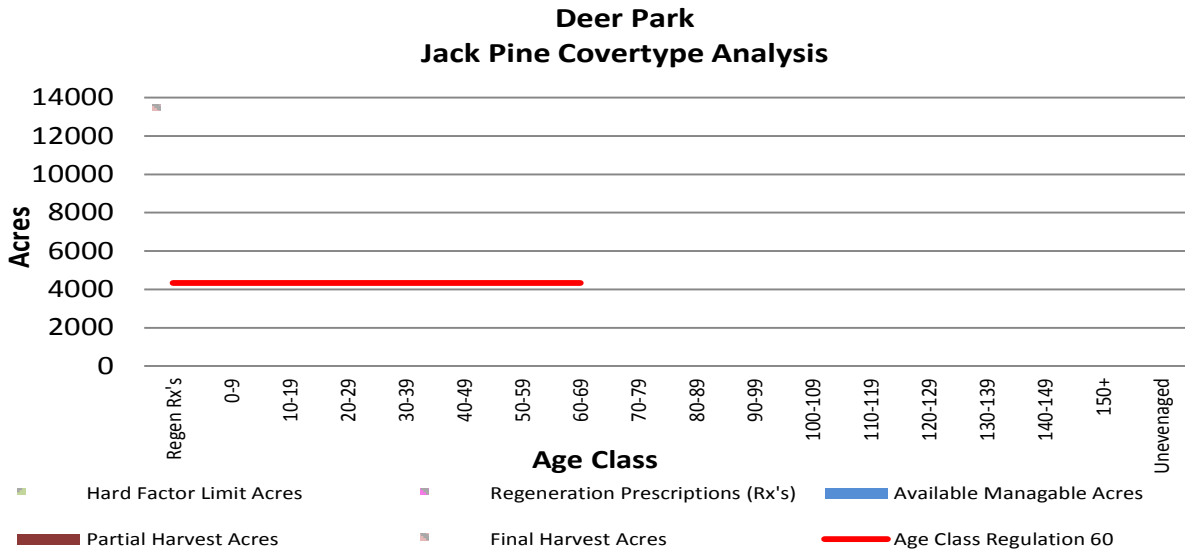 Deer Park
Jack Pine Covertype Analysis
Acres
14000
12000
10000
8000
6000
4000
2000
0
Regen Rx's
0-9
10-19
20-29
30-39
40-49
50-59
60-69
70-79
80-89
90-99
100-109
110-119
120-129
130-139
140-149
150+
Unevenaged
Age Class
Hard Factor Limit Acres
Regeneration Prescriptions (Rx's)
Available Managable Acres
Partial Harvest Acres
Final Harvest Acres
Age Class Regulation 60